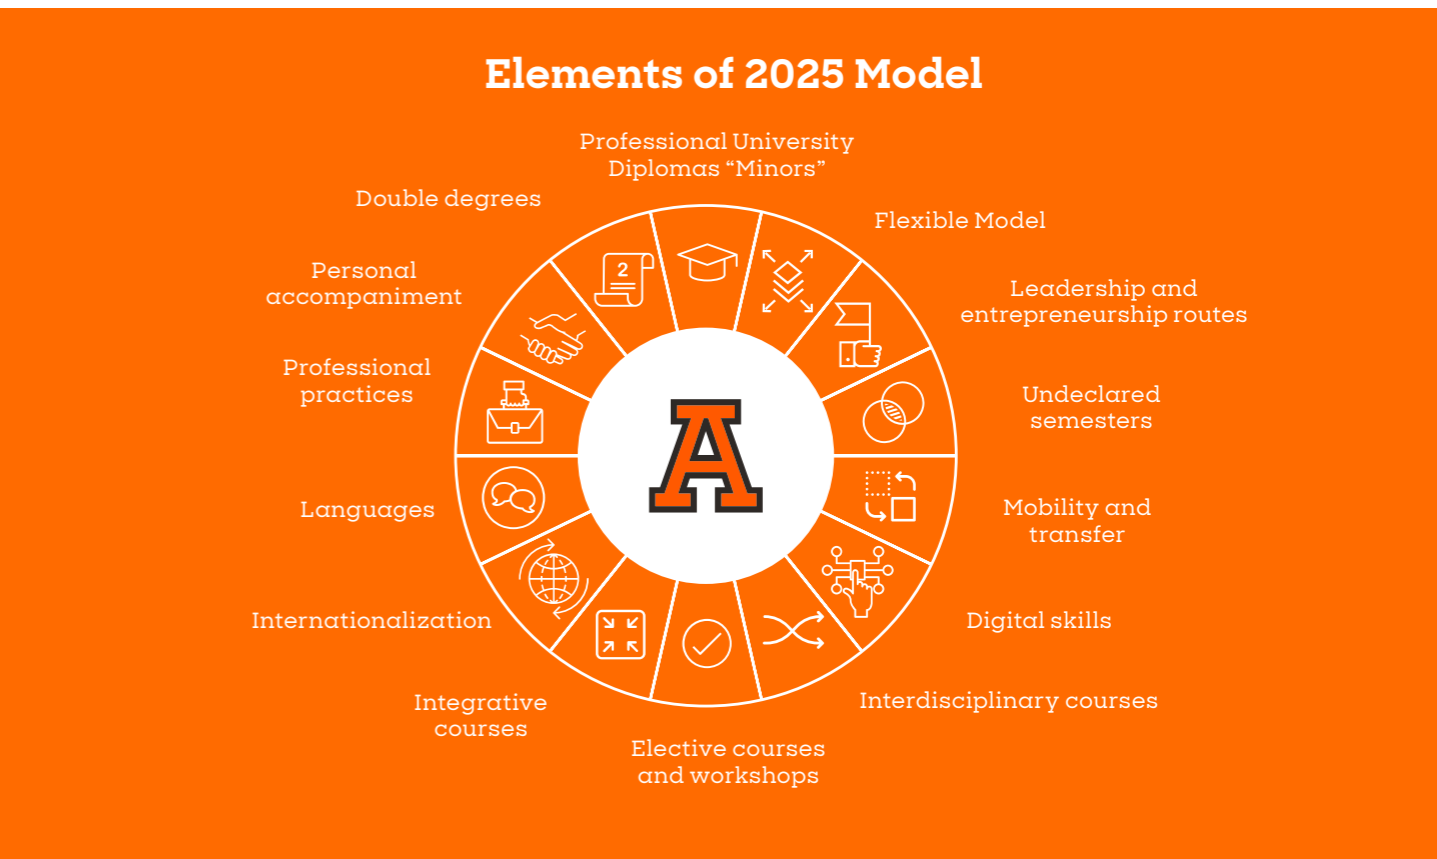 Elements of 2025 Model
Professional University
Diplomas “Minors”
Flexible Model
Leadership and
entrepreneurship routes
Undeclared
semesters
Mobility and
transfer
Digital skills
Interdisciplinary courses
Elective courses
and workshops
Integrative
courses
Internationalization
Languages
Professional
practices
Personal
accompaniment
Double degrees
2
A